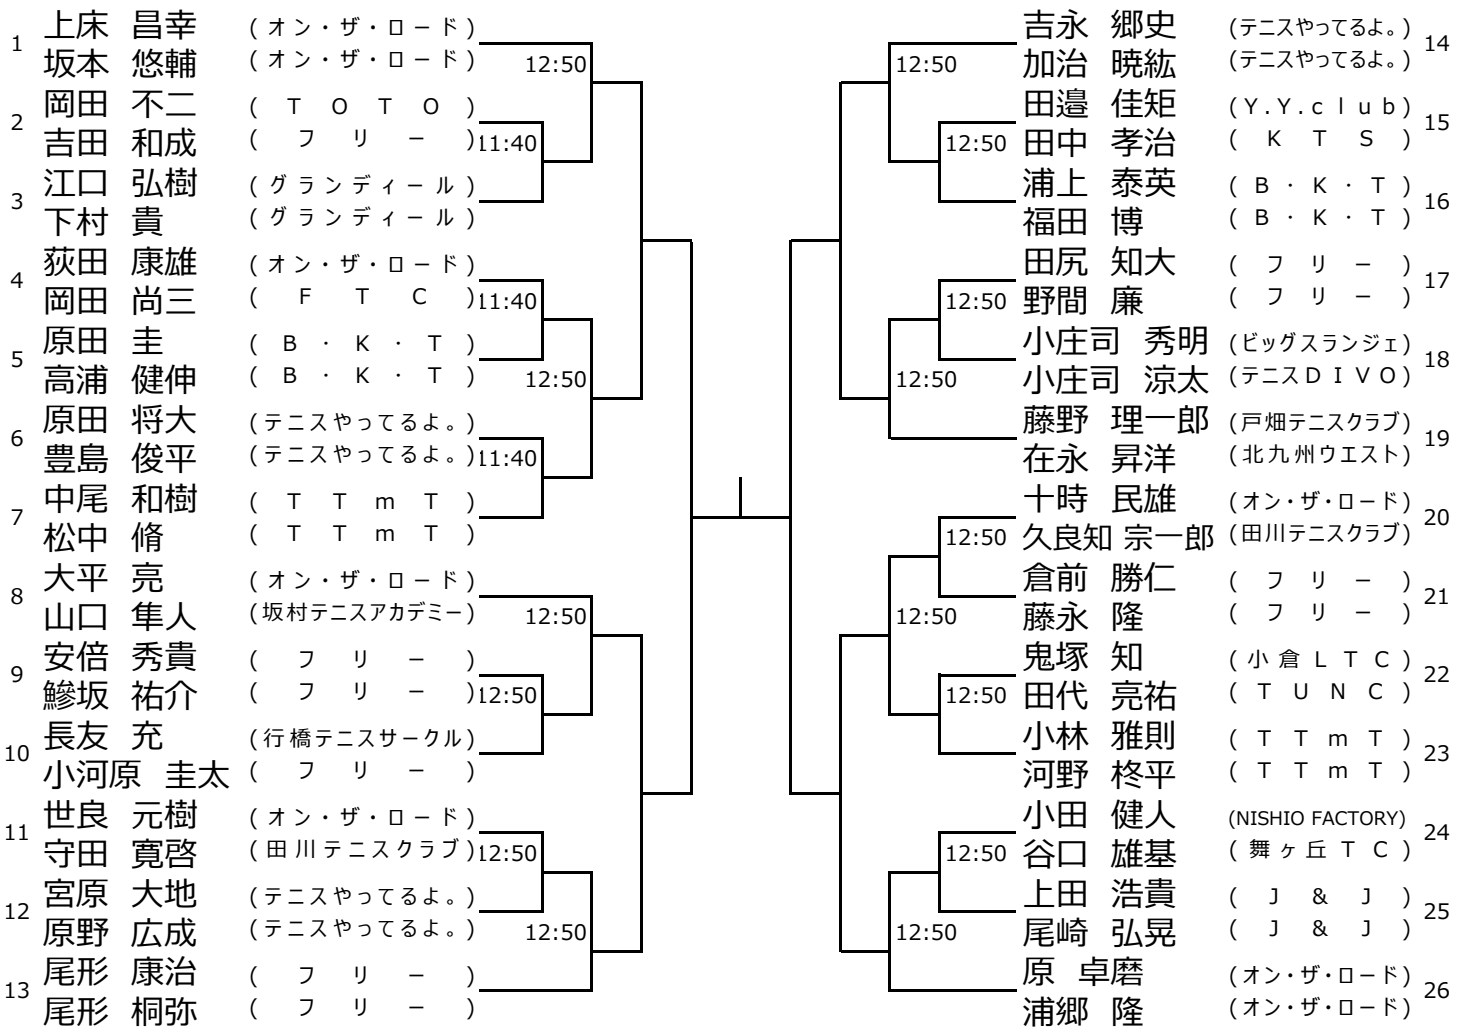 1 上床 昌幸 (オン・ザ・ロード)
坂本 悠輔 (オン・ザ・ロード) 12:50
2 岡田 不二 (TOTO)
吉田 和成 (フリー) 11:40
3 江口 弘樹 (グランディール)
下村 貴 (グランディール)
4 荻田 康雄 (オン・ザ・ロード)
岡田 尚三 (FTC) 11:40
5 原田 圭 (B・K・T)
高浦 健伸 (B・K・T) 12:50
6 原田 将大 (テニスやってるよ。)
豊島 俊平 (テニスやってるよ。) 11:40
7 中尾 和樹 (TTmT)
松中 脩 (TTmT)
8 大平 亮 (オン・ザ・ロード)
山口 隼人 (坂村テニスアカデミー) 12:50
9 安倍 秀貴 (フリー)
鰺坂 祐介 (フリー) 12:50
10 長友 充 (行橋テニスサークル)
小河原 圭太 (フリー)
11 世良 元樹 (オン・ザ・ロード)
守田 寛啓 (田川テニスクラブ) 12:50
12 宮原 大地 (テニスやってるよ。)
原野 広成 (テニスやってるよ。) 12:50
13 尾形 康治 (フリー)
尾形 桐弥 (フリー)
吉永 郷史 (テニスやってるよ。) 14
12:50 加治 暁紘 (テニスやってるよ。)
田邉 佳矩 (Y.Y.club) 15
12:50 田中 孝治 (KTS)
浦上 泰英 (B・K・T) 16
福田 博 (B・K・T)
田尻 知大 (フリー) 17
12:50 野間 廉 (フリー)
小庄司 秀明 (ビッグスランジェ) 18
12:50 小庄司 涼太 (テニスDIVO)
藤野 理一郎 (戸畑テニスクラブ) 19
在永 昇洋 (北九州ウエスト)
十時 民雄 (オン・ザ・ロード) 20
12:50 久良知 宗一郎 (田川テニスクラブ)
倉前 勝仁 (フリー) 21
12:50 藤永 隆 (フリー)
鬼塚 知 (小倉LTC) 22
12:50 田代 亮祐 (TUNC)
小林 雅則 (TTmT) 23
河野 柊平 (TTmT)
小田 健人 (NISHIO FACTORY) 24
12:50 谷口 雄基 (舞ヶ丘TC)
上田 浩貴 (J&J) 25
12:50 尾崎 弘晃 (J&J)
原 卓磨 (オン・ザ・ロード) 26
浦郷 隆 (オン・ザ・ロード)